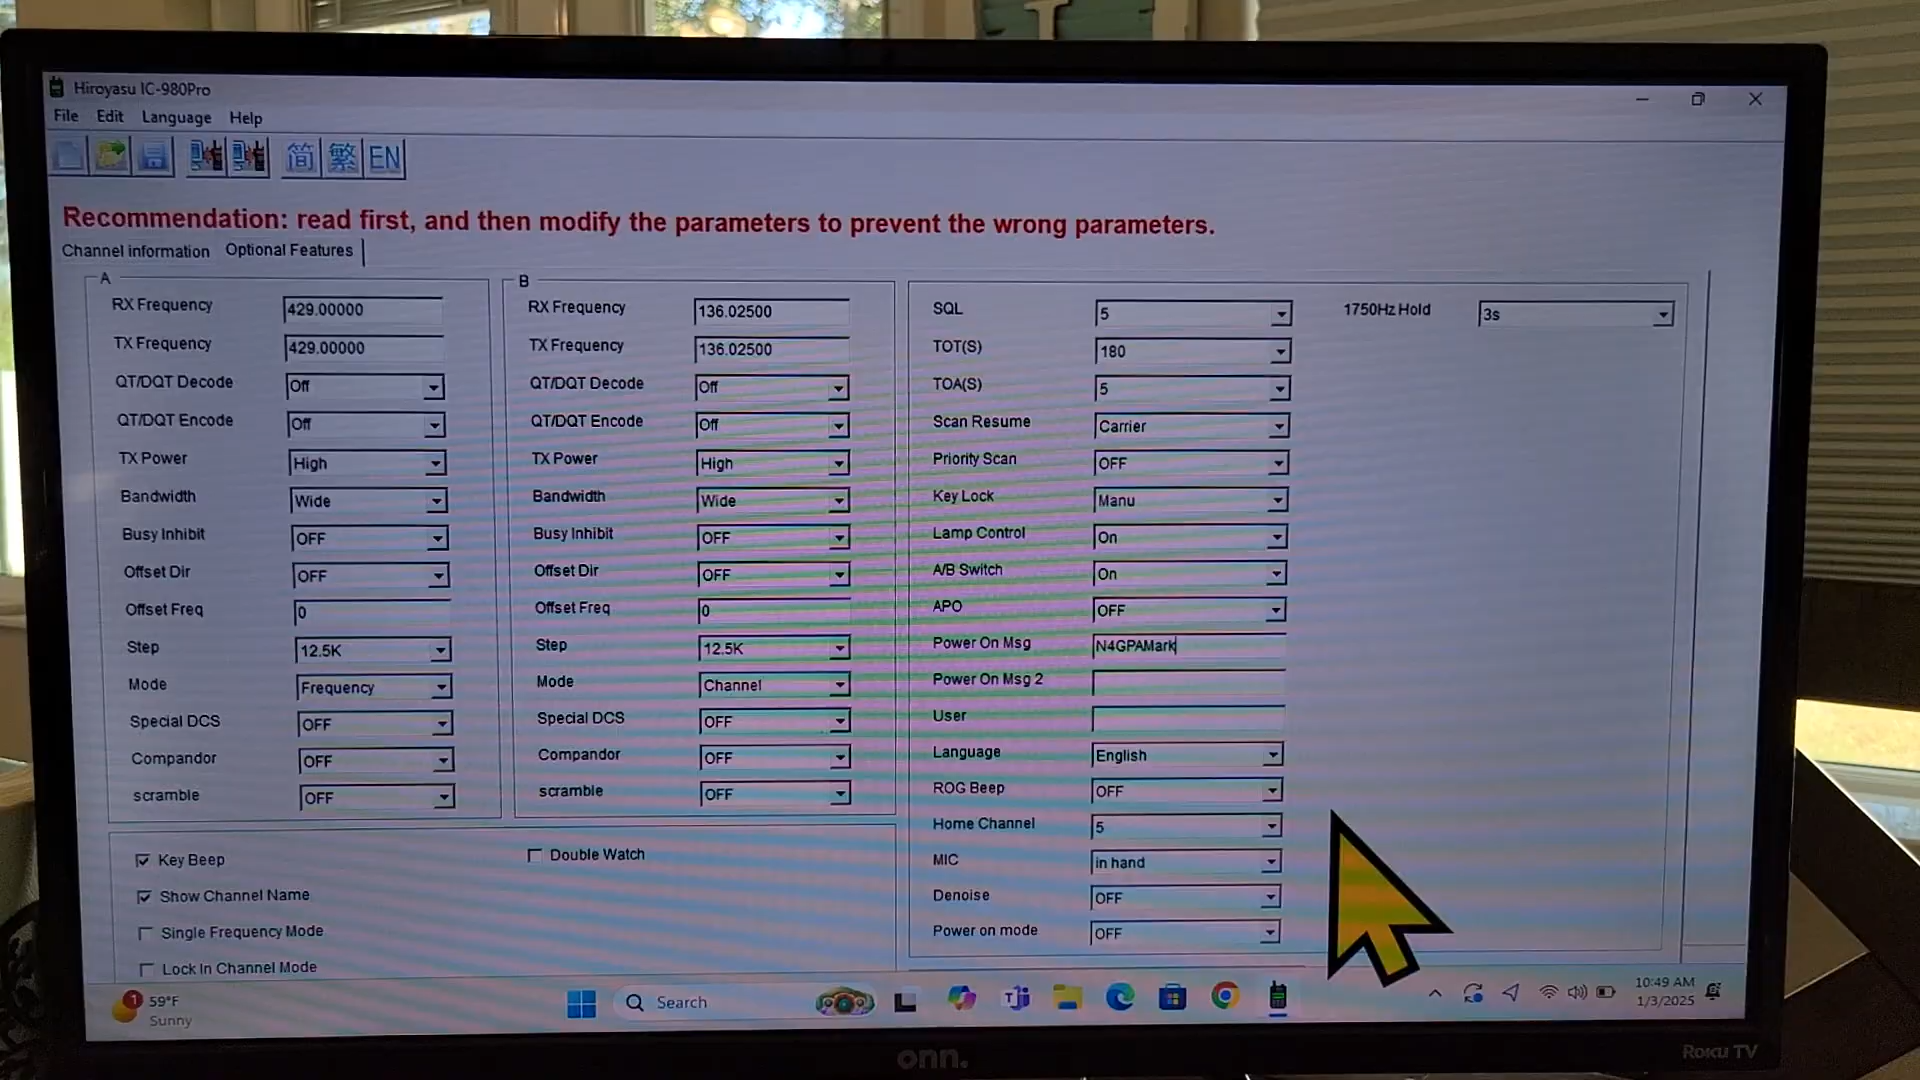 Hiroyasu IC-980Pro
File Edit Language Help
简 繁 EN
Recommendation: read first, and then modify the parameters to prevent the wrong parameters.
Channel information Optional Features
A
RX Frequency 429.00000
TX Frequency 429.00000
QT/DQT Decode Off
QT/DQT Encode Off
TX Power High
Bandwidth Wide
Busy Inhibit OFF
Offset Dir OFF
Offset Freq 0
Step 12.5K
Mode Frequency
Special DCS OFF
Compandor OFF
scramble OFF
B
RX Frequency 136.02500
TX Frequency 136.02500
QT/DQT Decode Off
QT/DQT Encode Off
TX Power High
Bandwidth Wide
Busy Inhibit OFF
Offset Dir OFF
Offset Freq 0
Step 12.5K
Mode Channel
Special DCS OFF
Compandor OFF
scramble OFF
SQL 5 1750Hz Hold 3s
TOT(S) 180
TOA(S) 5
Scan Resume Carrier
Priority Scan OFF
Key Lock Manu
Lamp Control On
A/B Switch On
APO OFF
Power On Msg N4GPAMark
Power On Msg 2
User
Language English
ROG Beep OFF
Home Channel 5
MIC in hand
Denoise OFF
Power on mode OFF
Key Beep Double Watch
Show Channel Name
Single Frequency Mode
Lock In Channel Mode
1 59°F
Sunny
Search
10:49 AM
1/3/2025
onn.
Roku TV